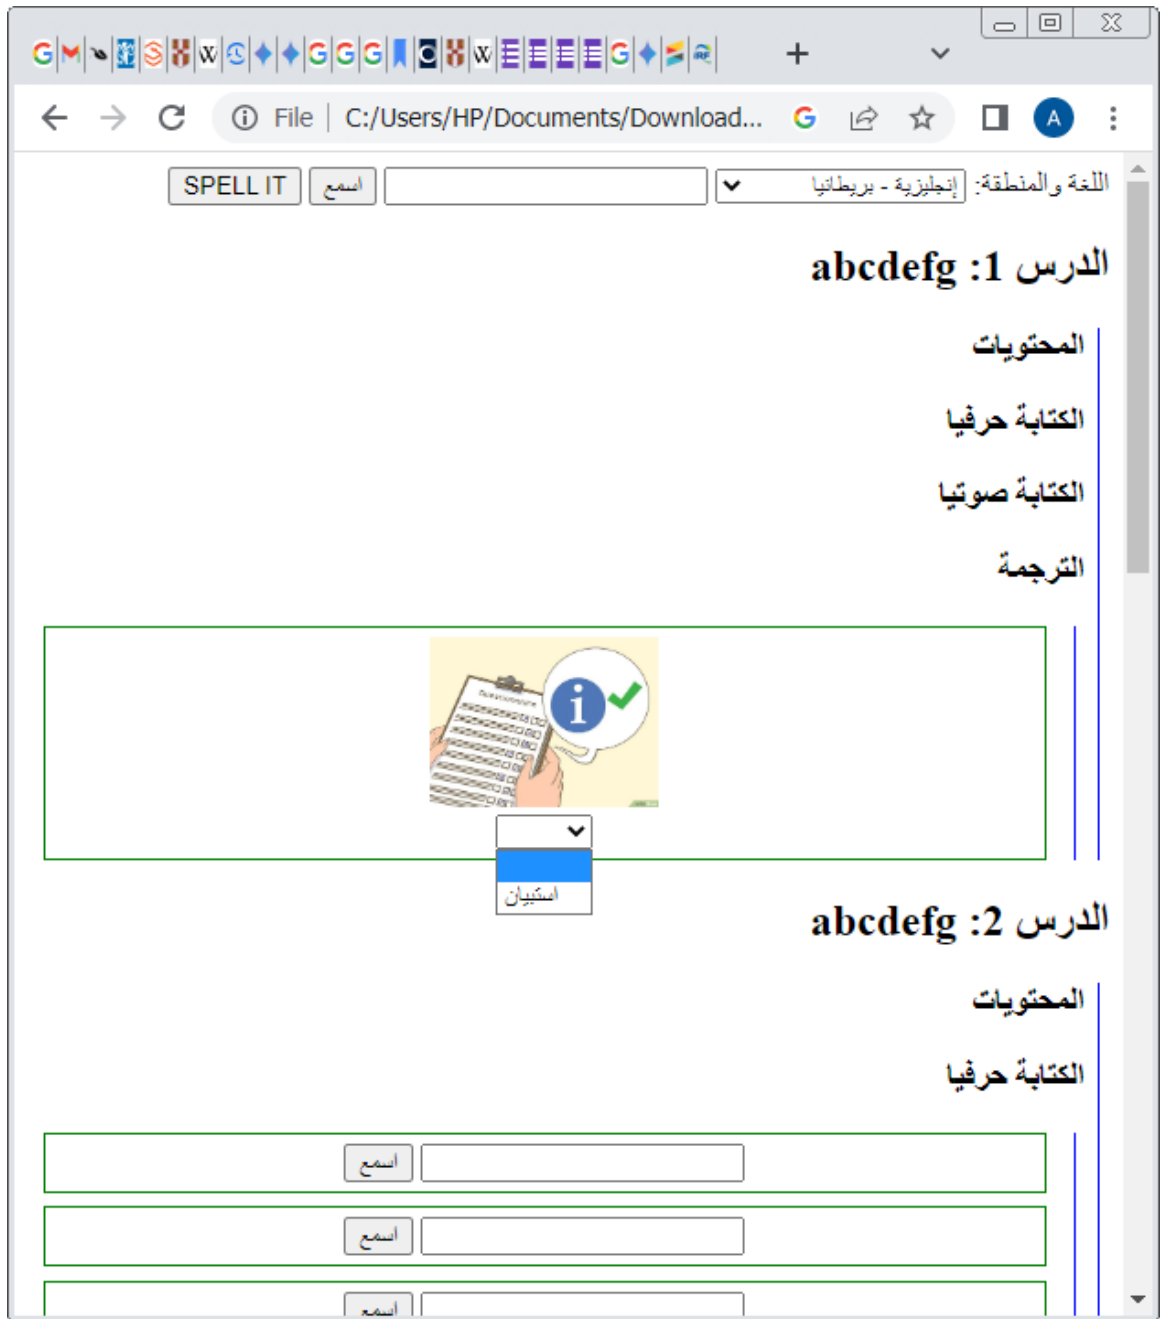 File | C:/Users/HP/Documents/Download...
A
اللغة والمنطقة: إنجليزية - بريطانيا اسمع SPELL IT
الدرس 1: abcdefg
المحتويات
الكتابة حرفيا
الكتابة صوتيا
الترجمة
استبيان
الدرس 2: abcdefg
المحتويات
الكتابة حرفيا
اسمع
اسمع
اسمع